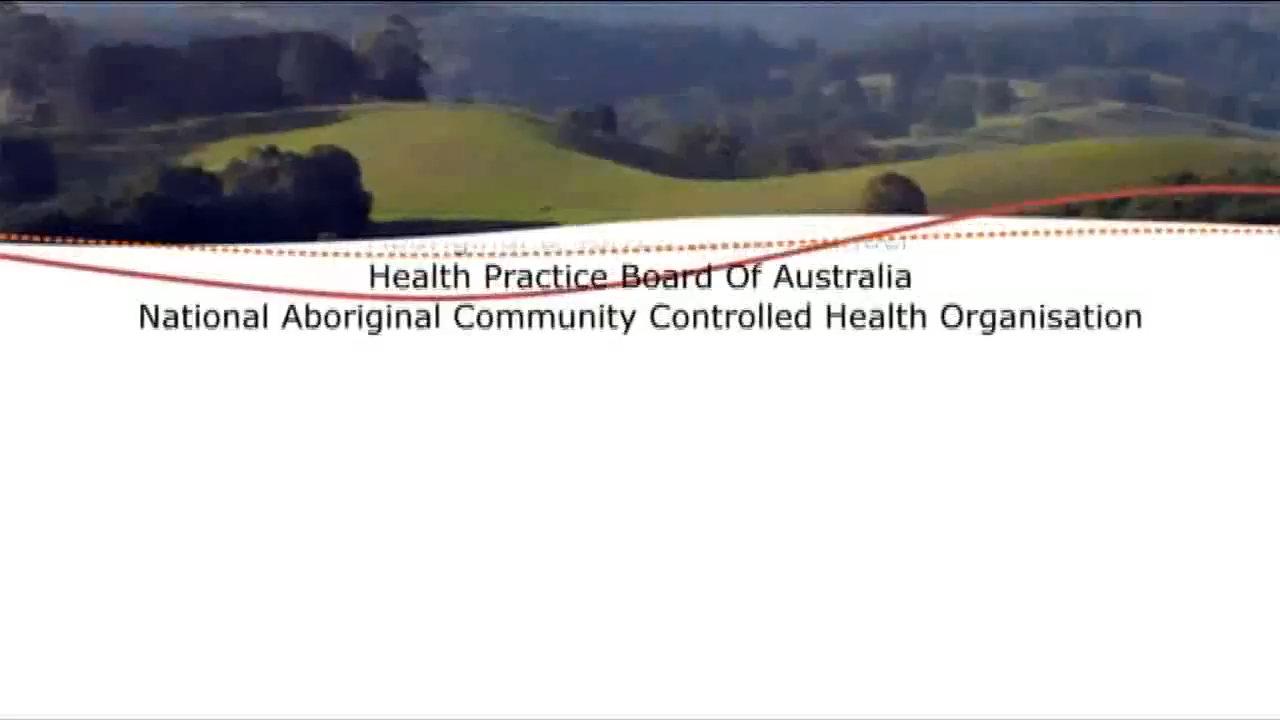 Health Practice Board Of Australia
National Aboriginal Community Controlled Health Organisation